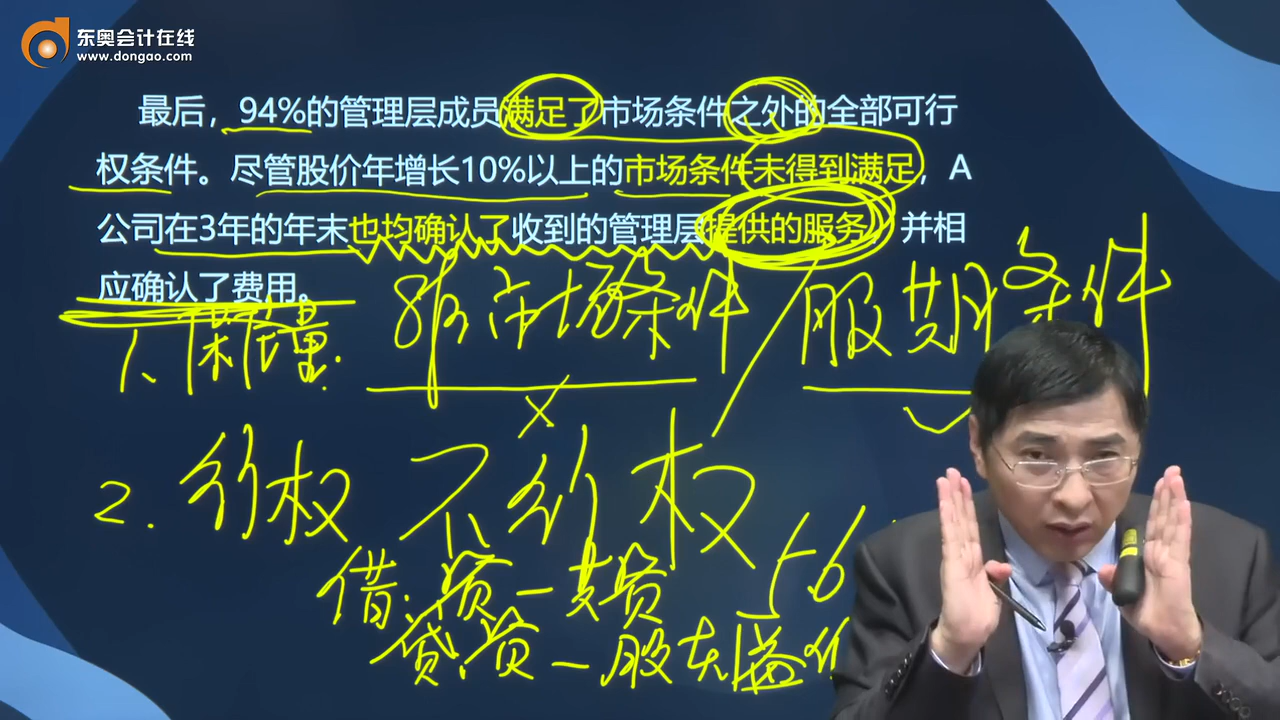 东奥会计在线
www.dongao.com
最后，94%的管理层成员满足了市场条件之外的全部可行
权条件。尽管股价年增长10%以上的市场条件未得到满足，A
公司在3年的年末也均确认了收到的管理层提供的服务，并相
应确认了费用。
市场条件 服务期条件
1、
2. 行权 不行权
借：资—其资
贷：资—股本溢价